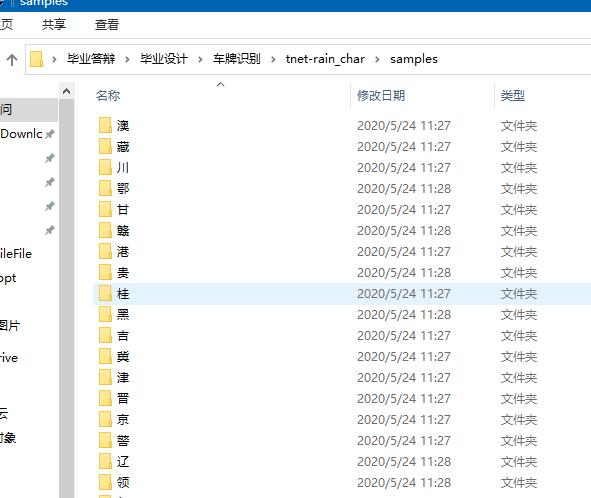 samples
页 共享 查看
毕业答辩 > 毕业设计 > 车牌识别 > tnet-rain_char > samples
名称 修改日期 类型
问
Downlc
ileFile
ppt
图片
rive
云
对象
澳 2020/5/24 11:27 文件夹
藏 2020/5/24 11:27 文件夹
川 2020/5/24 11:27 文件夹
鄂 2020/5/24 11:28 文件夹
甘 2020/5/24 11:27 文件夹
赣 2020/5/24 11:28 文件夹
港 2020/5/24 11:27 文件夹
贵 2020/5/24 11:28 文件夹
桂 2020/5/24 11:27 文件夹
黑 2020/5/24 11:28 文件夹
吉 2020/5/24 11:27 文件夹
冀 2020/5/24 11:27 文件夹
津 2020/5/24 11:27 文件夹
晋 2020/5/24 11:27 文件夹
京 2020/5/24 11:27 文件夹
警 2020/5/24 11:27 文件夹
辽 2020/5/24 11:28 文件夹
领 2020/5/24 11:28 文件夹